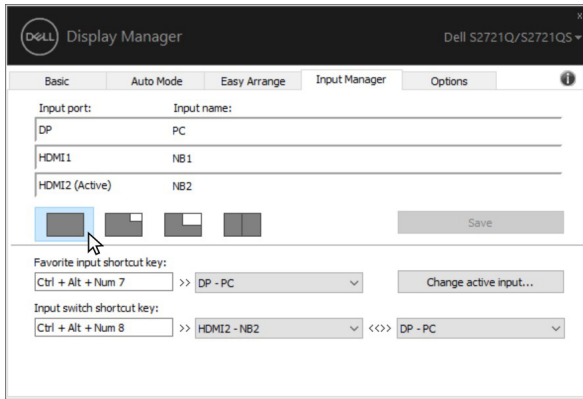 DELL Display Manager
Dell S2721Q/S2721QS
Basic Auto Mode Easy Arrange Input Manager Options
Input port: Input name:
DP PC
HDMI1 NB1
HDMI2 (Active) NB2
Save
Favorite input shortcut key:
Ctrl + Alt + Num 7 >> DP - PC Change active input...
Input switch shortcut key:
Ctrl + Alt + Num 8 >> HDMI2 - NB2 <<>> DP - PC